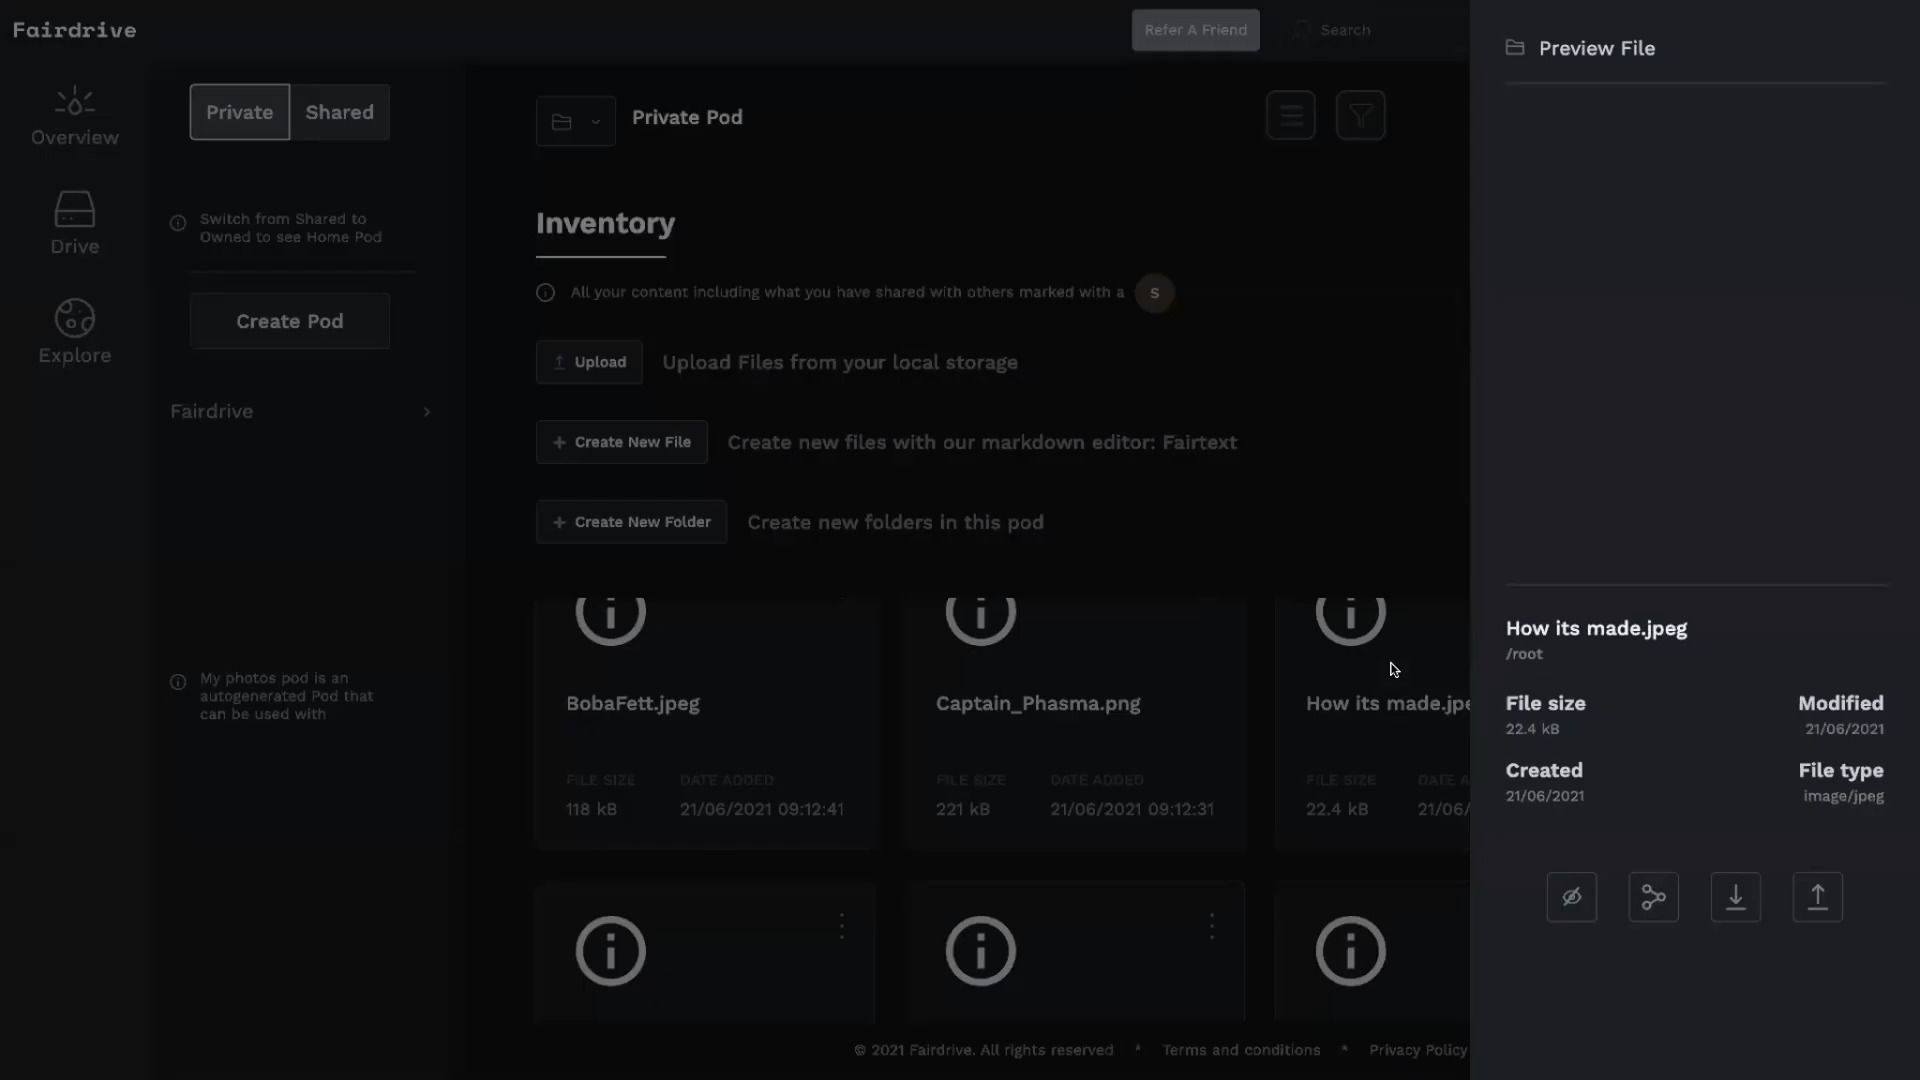 Fairdrive
Refer A Friend
Search
Overview
Drive
Explore
Private
Shared
Switch from Shared to
Owned to see Home Pod
Create Pod
Fairdrive
My photos pod is an
autogenerated Pod that
can be used with
Private Pod
Inventory
All your content including what you have shared with others marked with a S
Upload
Upload Files from your local storage
Create New File
Create new files with our markdown editor: Fairtext
Create New Folder
Create new folders in this pod
BobaFett.jpeg
FILE SIZE DATE ADDED
118 kB 21/06/2021 09:12:41
Captain_Phasma.png
FILE SIZE DATE ADDED
221 kB 21/06/2021 09:12:31
How its made.jpe
FILE SIZE DATE A
22.4 kB 21/06/
© 2021 Fairdrive. All rights reserved * Terms and conditions * Privacy Policy
Preview File
How its made.jpeg
/root
File size Modified
22.4 kB 21/06/2021
Created File type
21/06/2021 image/jpeg